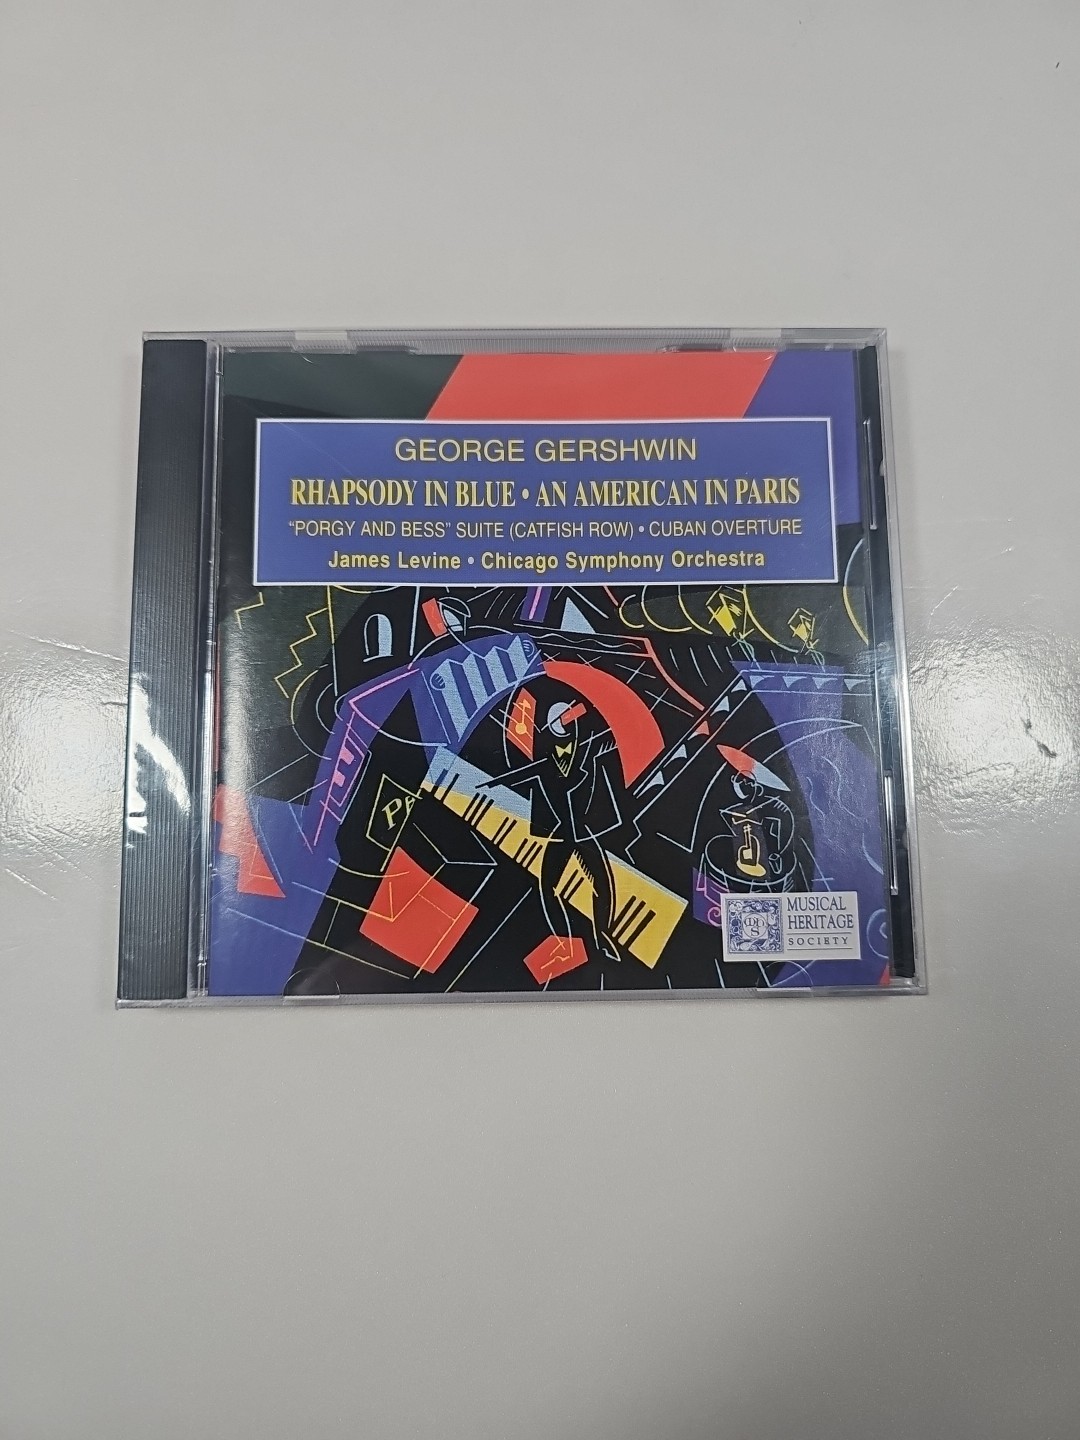 GEORGE GERSHWIN
RHAPSODY IN BLUE • AN AMERICAN IN PARIS
"PORGY AND BESS" SUITE (CATFISH ROW) • CUBAN OVERTURE
James Levine • Chicago Symphony Orchestra
MUSICAL
HERITAGE
SOCIETY